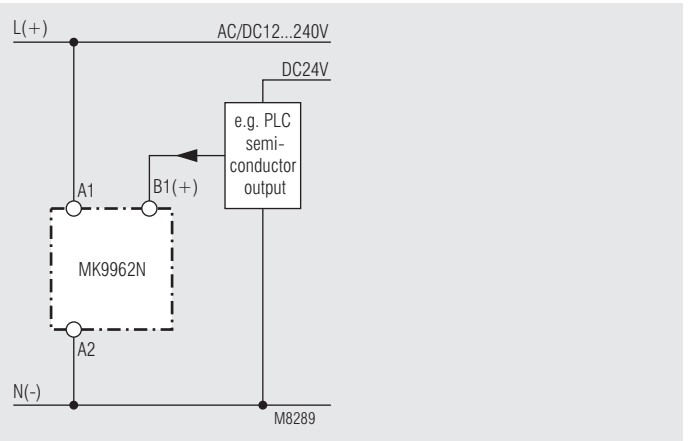 L(+)
AC/DC12...240V
DC24V
e.g. PLC
semi-
conductor
output
A1
B1(+)
MK9962N
A2
N(-)
M8289